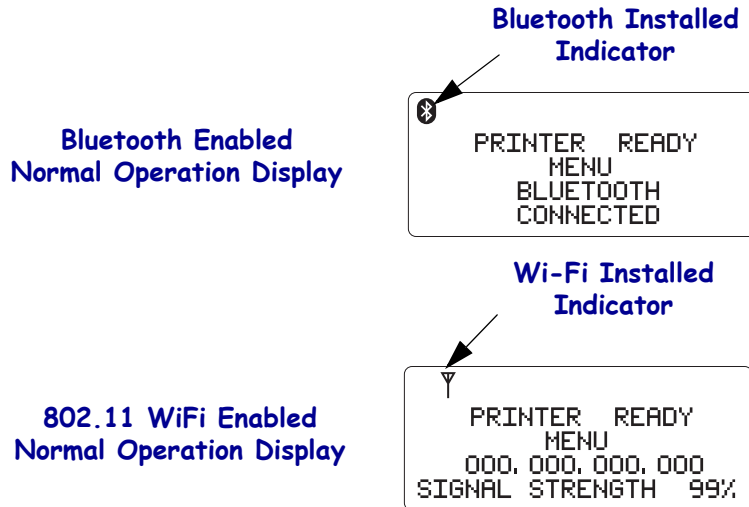 Bluetooth Installed
Indicator
Bluetooth Enabled
Normal Operation Display
PRINTER READY
MENU
BLUETOOTH
CONNECTED
Wi-Fi Installed
Indicator
802.11 WiFi Enabled
Normal Operation Display
PRINTER READY
MENU
000. 000. 000. 000
SIGNAL STRENGTH 99%